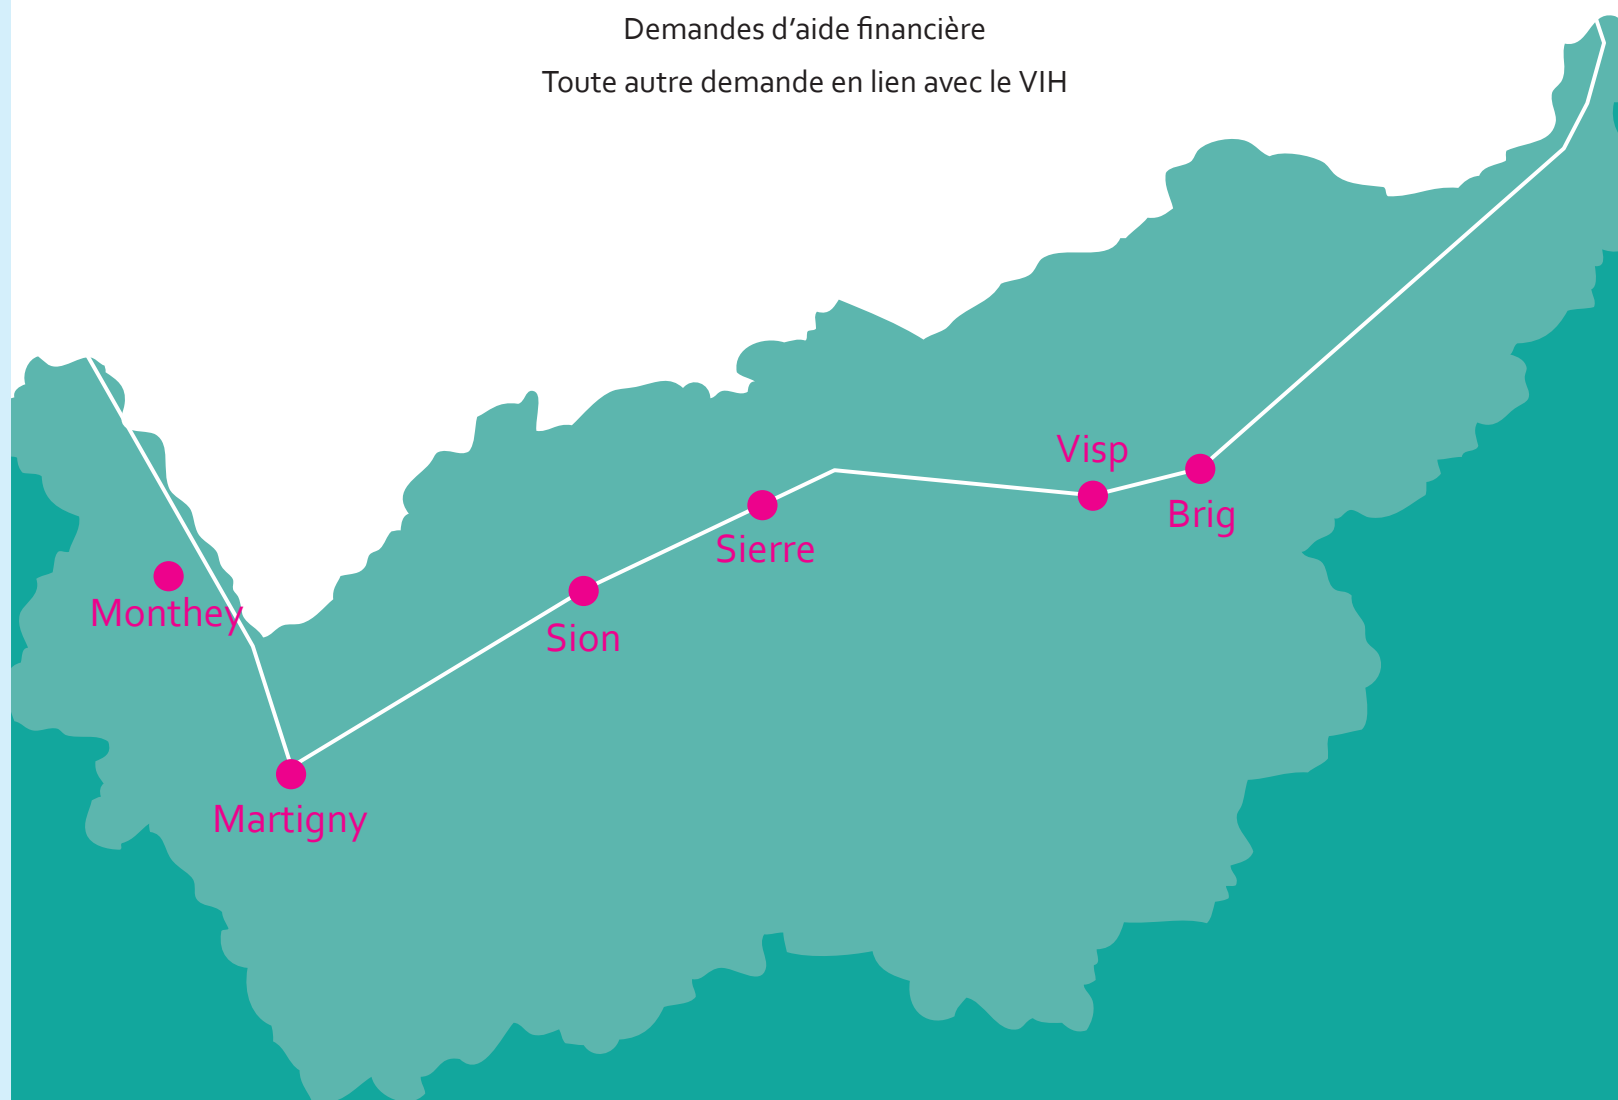 Demandes d’aide financière
Toute autre demande en lien avec le VIH
Visp
Brig
Sierre
Monthey
Sion
Martigny